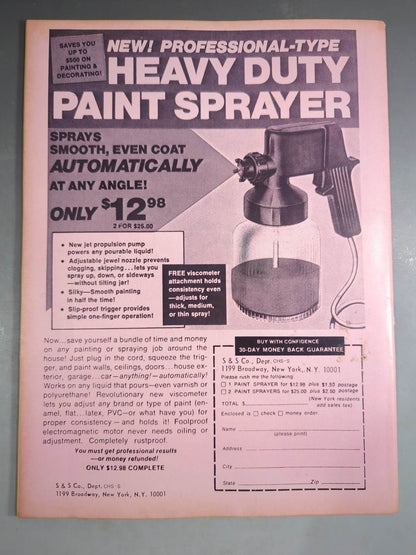 SAVES YOU
UP TO
$500 ON
PAINTING &
DECORATING!
NEW! PROFESSIONAL-TYPE
HEAVY DUTY
PAINT SPRAYER
SPRAYS
SMOOTH, EVEN COAT
AUTOMATICALLY
AT ANY ANGLE!
ONLY $12.98
2 FOR $25.00
• New jet propulsion pump
powers any pourable liquid!
• Adjustable jewel nozzle prevents
clogging, skipping...lets you
spray up, down, or sideways
—without tilting jar!
• Silky—Smooth painting
in half the time!
• Slip-proof trigger provides
simple one-finger operation!
FREE viscometer
attachment holds
consistency even
—adjusts for
thick, medium,
or thin spray!
Now...save yourself a bundle of time and money
on any painting or spraying job around the
house! Just plug in the cord, squeeze the trig-
ger, and paint walls, ceilings, doors...house ex-
terior, garage...car—anything!—automatically!
Works on any liquid that pours—even varnish or
polyurethane! Revolutionary new viscometer
lets you adjust any brand or type of paint (en-
amel, flat...latex, PVC—or what have you) for
proper consistency—and holds it! Foolproof
electromagnetic motor never needs oiling or
adjustment. Completely rustproof.
You must get professional results
—or money refunded!
ONLY $12.98 COMPLETE
S & S Co., Dept. CHS-S
1199 Broadway, New York, N.Y. 10001
BUY WITH CONFIDENCE
30-DAY MONEY BACK GUARANTEE
S & S Co., Dept. CHS-S
1199 Broadway, New York, N.Y. 10001
Please rush me the following:
□ 1 PAINT SPRAYER for $12.98 plus $1.50 postage
□ 2 PAINT SPRAYERS for $25.00 plus $2.50 postage
(New York residents
TOTAL $ add sales tax)
Enclosed is □ check □ money order.
Name
(please print)
Address
City
State Zip